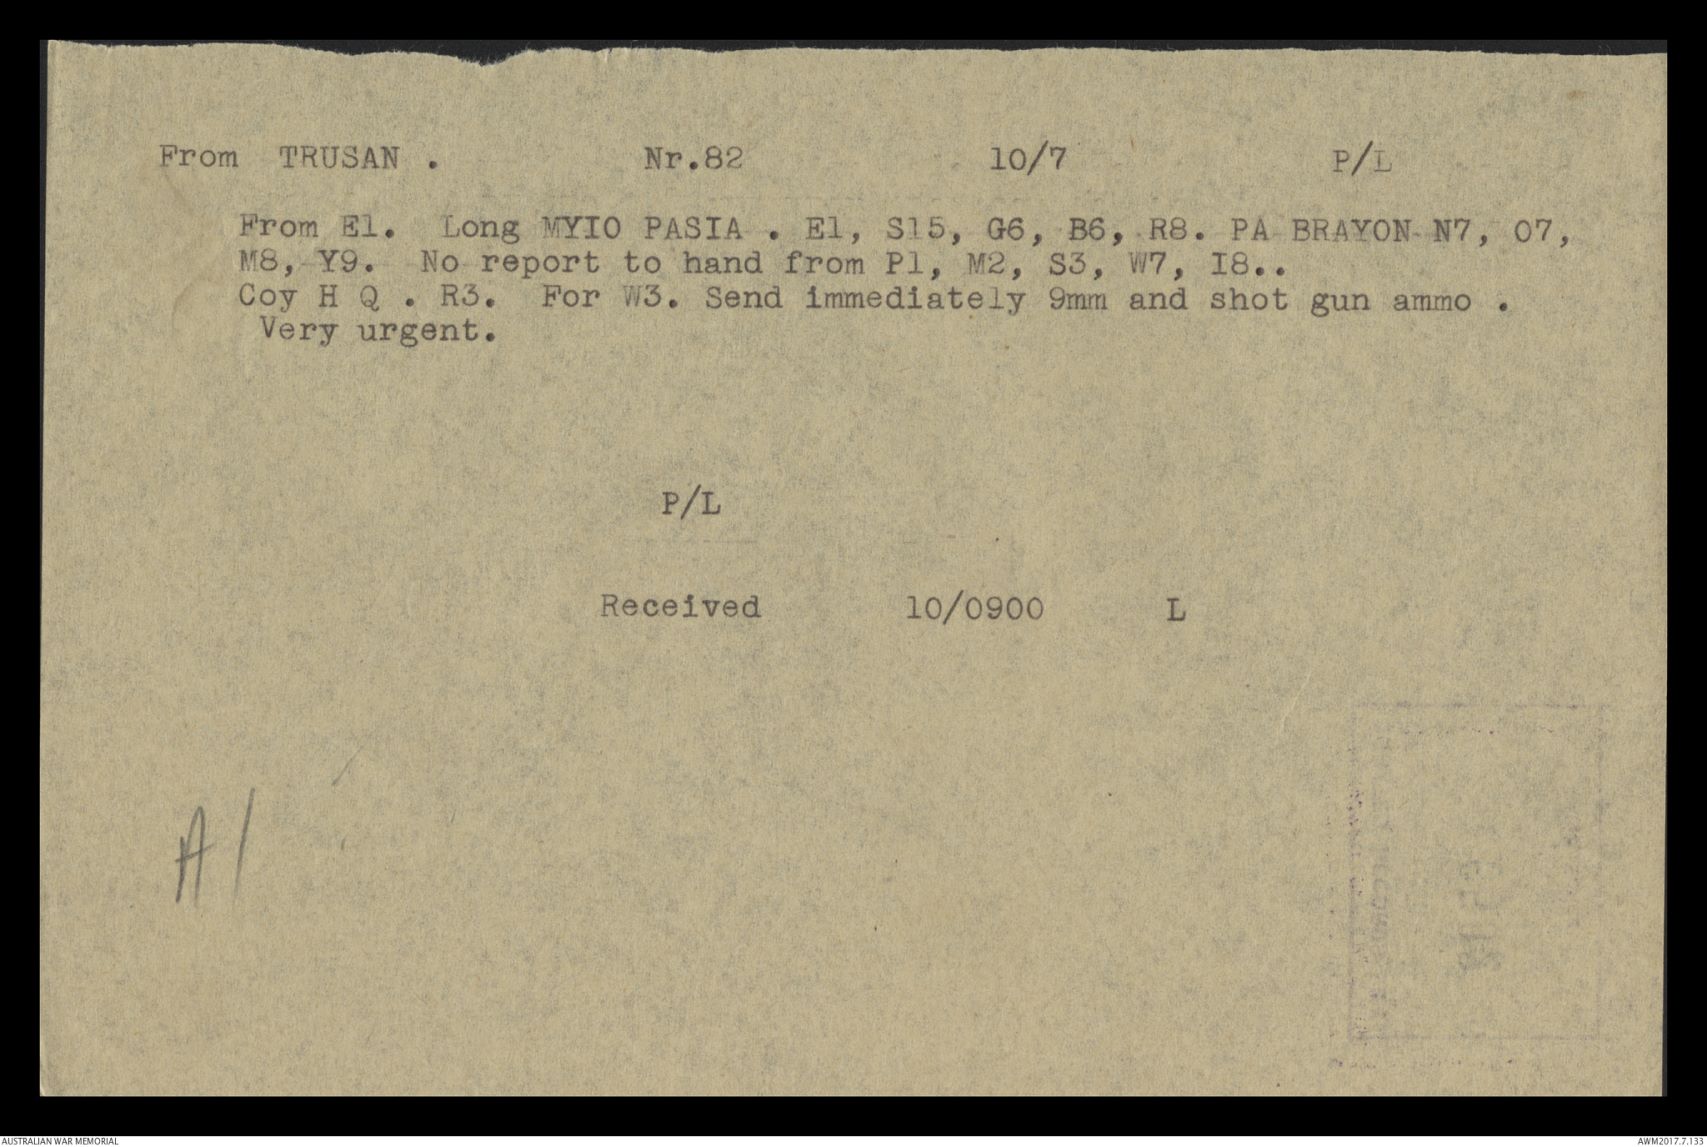 From TRUSAN . Nr.82 10/7 P/L
From El. Long MYIO PASIA . El, S15, G6, B6, R8. PA BRAYON N7, O7,
M8, Y9. No report to hand from Pl, M2, S3, W7, I8..
Coy H Q . R3. For W3. Send immediately 9mm and shot gun ammo .
Very urgent.
P/L
Received 10/0900 L
A1
AUSTRALIAN WAR MEMORIAL AWM2017.7.133